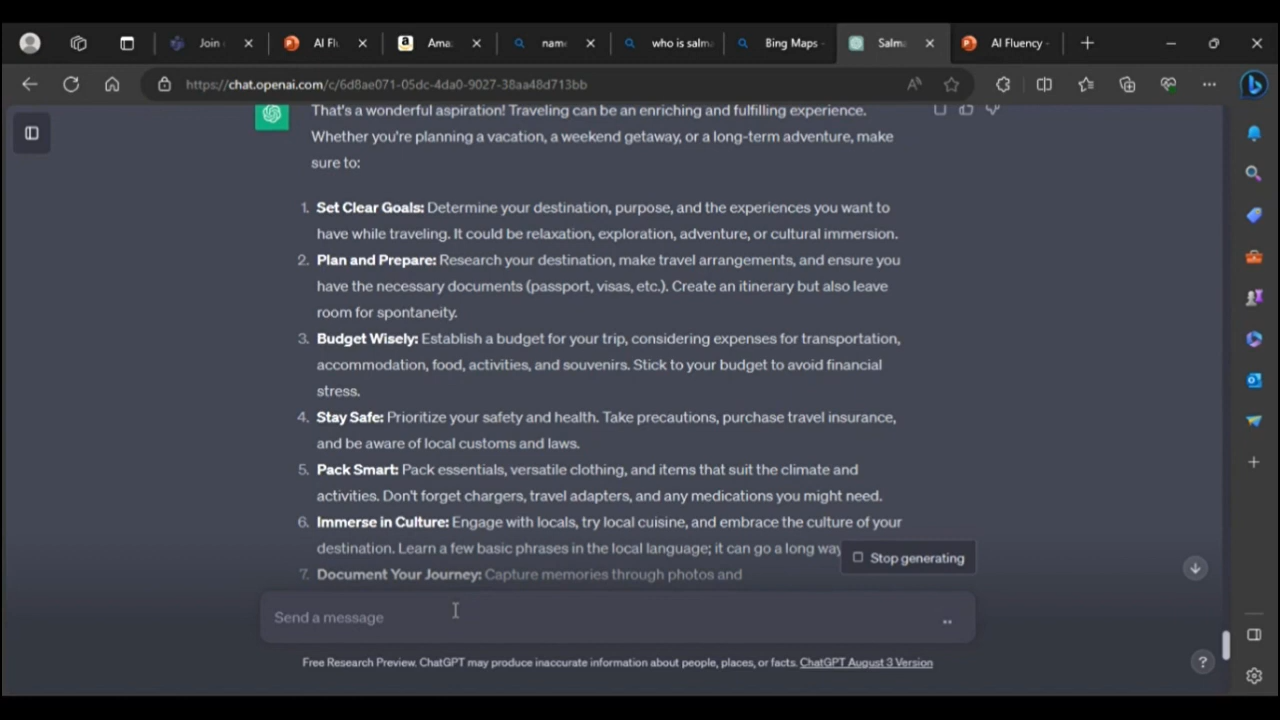 Join
AI Fl
Ama
nam
who is salm
Bing Maps
Salm
AI Fluency
https://chat.openai.com/c/6d8ae071-05dc-4da0-9027-38aa48d713bb
That's a wonderful aspiration! Traveling can be an enriching and fulfilling experience.
Whether you're planning a vacation, a weekend getaway, or a long-term adventure, make
sure to:
1. Set Clear Goals: Determine your destination, purpose, and the experiences you want to
have while traveling. It could be relaxation, exploration, adventure, or cultural immersion.
2. Plan and Prepare: Research your destination, make travel arrangements, and ensure you
have the necessary documents (passport, visas, etc.). Create an itinerary but also leave
room for spontaneity.
3. Budget Wisely: Establish a budget for your trip, considering expenses for transportation,
accommodation, food, activities, and souvenirs. Stick to your budget to avoid financial
stress.
4. Stay Safe: Prioritize your safety and health. Take precautions, purchase travel insurance,
and be aware of local customs and laws.
5. Pack Smart: Pack essentials, versatile clothing, and items that suit the climate and
activities. Don't forget chargers, travel adapters, and any medications you might need.
6. Immerse in Culture: Engage with locals, try local cuisine, and embrace the culture of your
destination. Learn a few basic phrases in the local language; it can go a long way
Stop generating
7. Document Your Journey: Capture memories through photos and
Send a message
Free Research Preview. ChatGPT may produce inaccurate information about people, places, or facts. ChatGPT August 3 Version